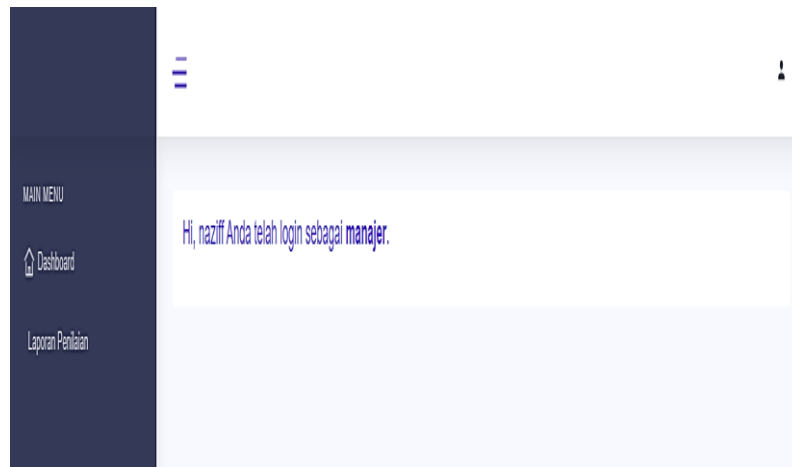 MAIN MENU
Dashboard
Laporan Penilaian
Hi, naziff Anda telah login sebagai manajer.